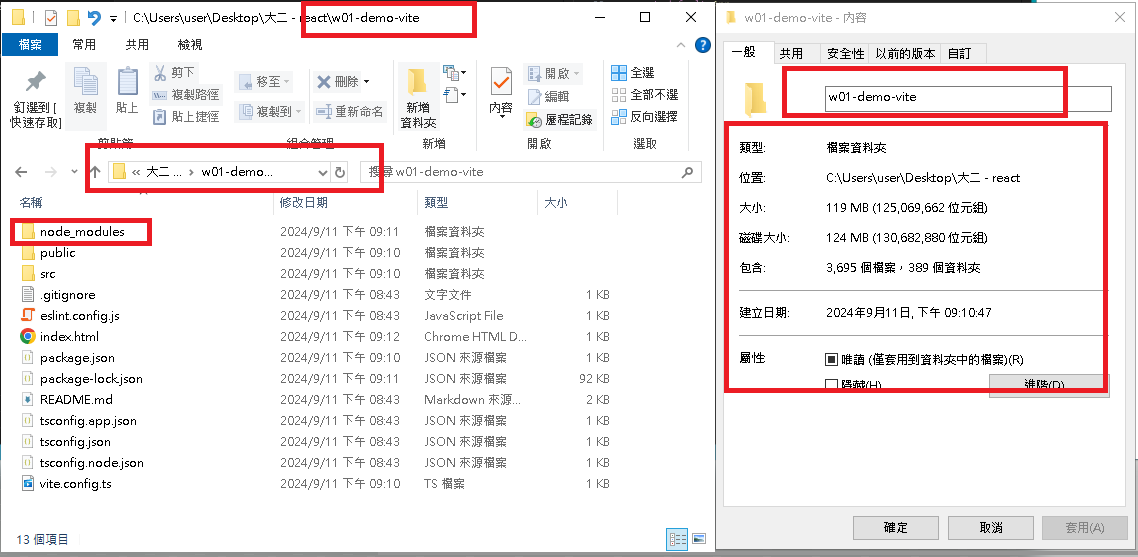 C:\Users\user\Desktop\大二 - react\w01-demo-vite
檔案 常用 共用 檢視
釘選到 [快速存取]
複製
貼上
剪下
複製路徑
貼上捷徑
剪貼簿
移至
複製到
刪除
重新命名
組合管理
新增資料夾
新增
內容
開啟
編輯
歷程記錄
開啟
全選
全部不選
反向選擇
選取
« 大二 ... › w01-demo...
搜尋 w01-demo-vite
名稱 修改日期 類型 大小
node_modules 2024/9/11 下午 09:11 檔案資料夾
public 2024/9/11 下午 09:10 檔案資料夾
src 2024/9/11 下午 09:10 檔案資料夾
.gitignore 2024/9/11 下午 08:43 文字文件 1 KB
eslint.config.js 2024/9/11 下午 08:43 JavaScript File 1 KB
index.html 2024/9/11 下午 09:12 Chrome HTML D... 1 KB
package.json 2024/9/11 下午 09:11 JSON 來源檔案 1 KB
package-lock.json 2024/9/11 下午 09:11 JSON 來源檔案 92 KB
README.md 2024/9/11 下午 08:43 Markdown 來源... 2 KB
tsconfig.app.json 2024/9/11 下午 08:43 JSON 來源檔案 1 KB
tsconfig.json 2024/9/11 下午 08:43 JSON 來源檔案 1 KB
tsconfig.node.json 2024/9/11 下午 08:43 JSON 來源檔案 1 KB
vite.config.ts 2024/9/11 下午 09:10 TS 檔案 1 KB
13 個項目
w01-demo-vite - 內容
一般 共用 安全性 以前的版本 自訂
w01-demo-vite
類型: 檔案資料夾
位置: C:\Users\user\Desktop\大二 - react
大小: 119 MB (125,069,662 位元組)
磁碟大小: 124 MB (130,682,880 位元組)
包含: 3,695 個檔案，389 個資料夾
建立日期: 2024年9月11日, 下午 09:10:47
屬性 唯讀 (僅套用到資料夾中的檔案)(R)
隱藏(H) 進階(D)
確定 取消 套用(A)